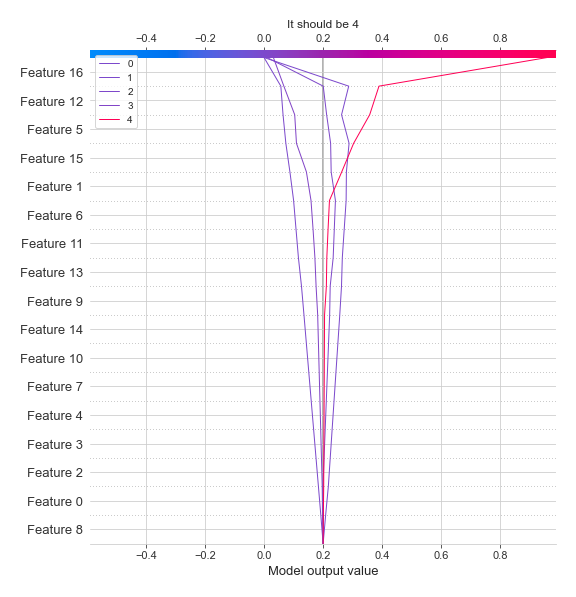 It should be 4
−0.4 −0.2 0.0 0.2 0.4 0.6 0.8
0
1
2
3
4
Feature 16
Feature 12
Feature 5
Feature 15
Feature 1
Feature 6
Feature 11
Feature 13
Feature 9
Feature 14
Feature 10
Feature 7
Feature 4
Feature 3
Feature 2
Feature 0
Feature 8
−0.4 −0.2 0.0 0.2 0.4 0.6 0.8
Model output value